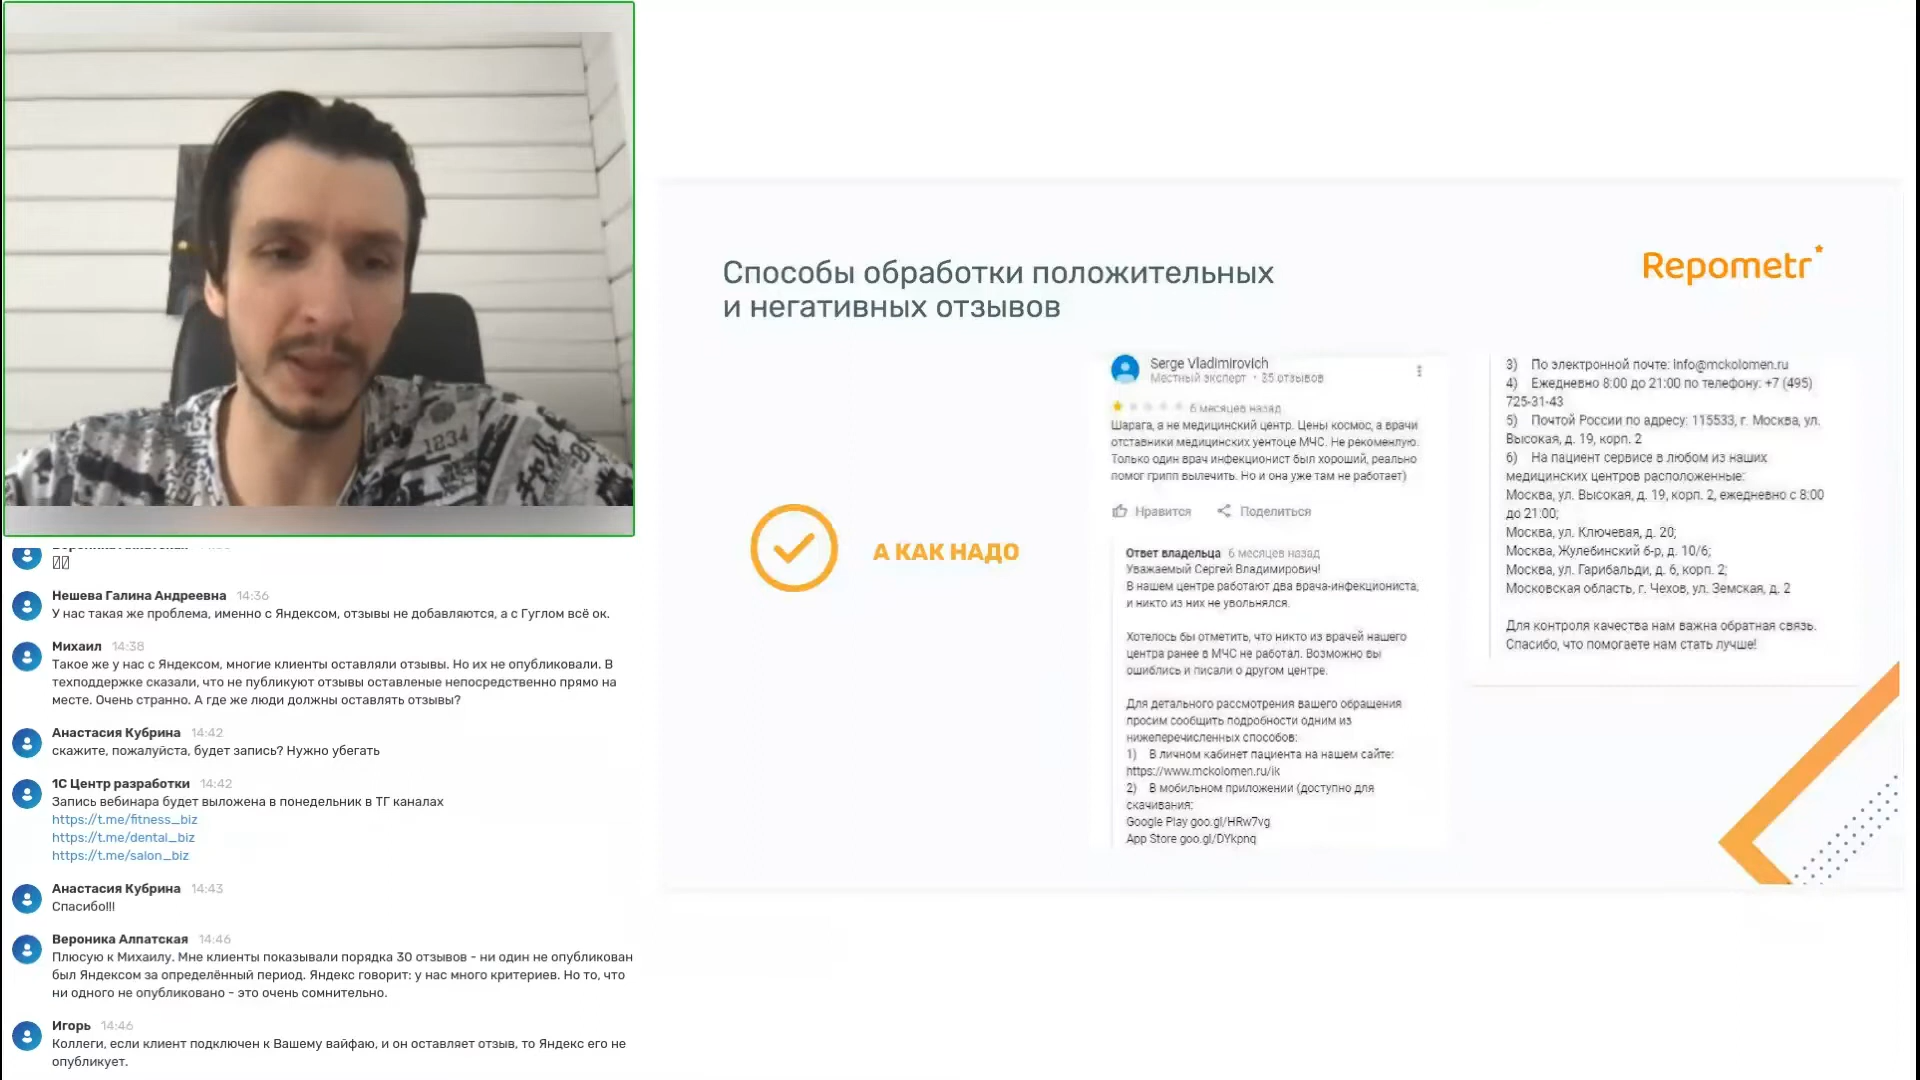 1234
14:36
Нешева Галина Андреевна 14:36
У нас такая же проблема, именно с Яндексом, отзывы не добавляются, а с Гуглом всё ок.
Михаил 14:38
Такое же у нас с Яндексом, многие клиенты оставляли отзывы. Но их не опубликовали. В
техподдержке сказали, что не публикуют отзывы оставленые непосредственно прямо на
месте. Очень странно. А где же люди должны оставлять отзывы?
Анастасия Кубрина 14:42
скажите, пожалуйста, будет запись? Нужно убегать
1С Центр разработки 14:42
Запись вебинара будет выложена в понедельник в ТГ каналах
https://t.me/fitness_biz
https://t.me/dental_biz
https://t.me/salon_biz
Анастасия Кубрина 14:43
Спасибо!!!
Вероника Алпатская 14:46
Плюсую к Михаилу. Мне клиенты показывали порядка 30 отзывов - ни один не опубликован
был Яндексом за определённый период. Яндекс говорит: у нас много критериев. Но то, что
ни одного не опубликовано - это очень сомнительно.
Игорь 14:46
Коллеги, если клиент подключен к Вашему вайфаю, и он оставляет отзыв, то Яндекс его не
опубликует.
Способы обработки положительных
и негативных отзывов
Repometr
А КАК НАДО
Serge Vladimirovich
Местный эксперт · 35 отзывов
6 месяцев назад
Шарага, а не медицинский центр. Цены космос, а врачи
отставники медицинских уентоце МЧС. Не рекоменлую.
Только один врач инфекционист был хороший, реально
помог грипп вылечить. Но и она уже там не работает)
Нравится Поделиться
Ответ владельца 6 месяцев назад
Уважаемый Сергей Владимирович!
В нашем центре работают два врача-инфекциониста,
и никто из них не увольнялся.
Хотелось бы отметить, что никто из врачей нашего
центра ранее в МЧС не работал. Возможно вы
ошиблись и писали о другом центре.
Для детального рассмотрения вашего обращения
просим сообщить подробности одним из
нижеперечисленных способов:
1) В личном кабинет пациента на нашем сайте:
https://www.mckolomen.ru/ik
2) В мобильном приложении (доступно для
скачивания:
Google Play goo.gl/HRw7vg
App Store goo.gl/DYkpnq
3) По электронной почте: info@mckolomen.ru
4) Ежедневно 8:00 до 21:00 по телефону: +7 (495)
725-31-43
5) Почтой России по адресу: 115533, г. Москва, ул.
Высокая, д. 19, корп. 2
6) На пациент сервисе в любом из наших
медицинских центров расположенные:
Москва, ул. Высокая, д. 19, корп. 2, ежедневно с 8:00
до 21:00;
Москва, ул. Ключевая, д. 20;
Москва, Жулебинский б-р, д. 10/6;
Москва, ул. Гарибальди, д. 6, корп. 2;
Московская область, г. Чехов, ул. Земская, д. 2
Для контроля качества нам важна обратная связь.
Спасибо, что помогаете нам стать лучше!